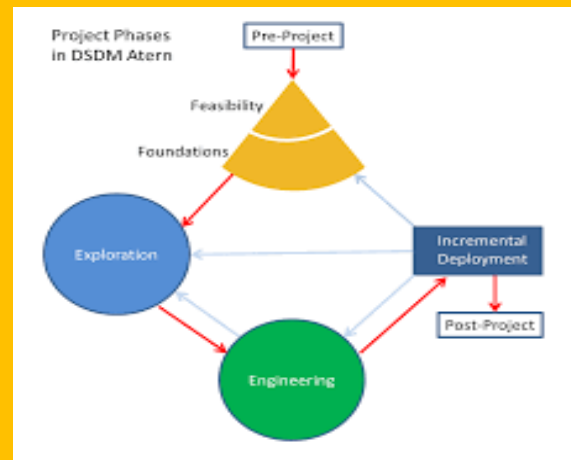 Project Phases
in DSDM Atern
Pre-Project
Feasibility
Foundations
Exploration
Incremental
Deployment
Post-Project
Engineering